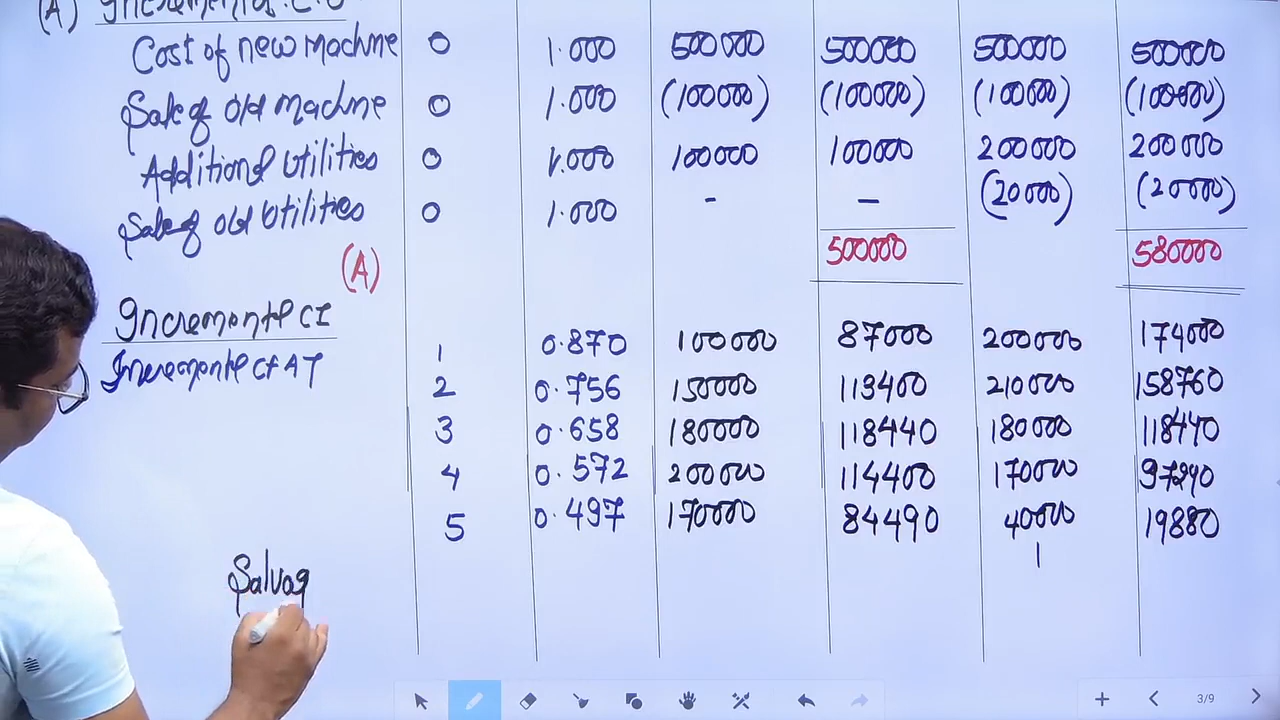 (A) Incremental C.O
Cost of new machine 0 1.000 500000 500000 500000 500000
Sale of old machine 0 1.000 (100000) (100000) (100000) (100000)
Additional utilities 0 1.000 100000 100000 200000 200000
Sale of old utilities 0 1.000 - - (20000) (20000)
(A) 500000 580000
Incremental CI
Incremental CFAT 1 0.870 100000 87000 200000 174000
2 0.756 150000 113400 210000 158760
3 0.658 180000 118440 180000 118440
4 0.572 200000 114400 170000 97240
5 0.497 170000 84490 40000 19880
Salvag
3/9